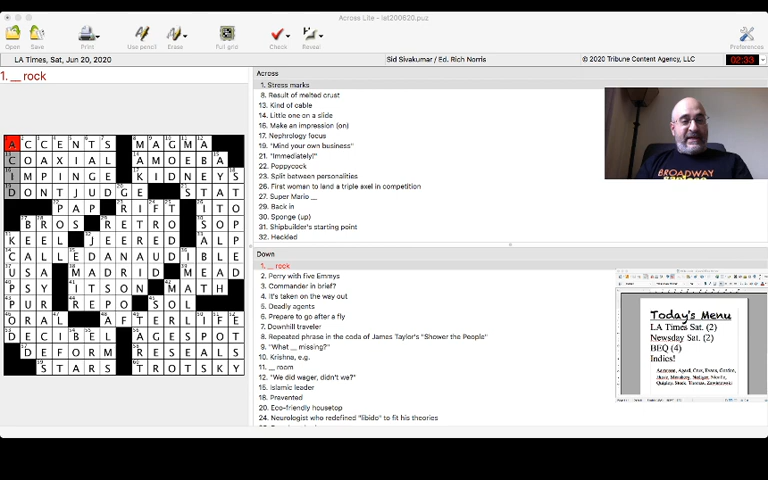 Across Lite - lat200620.puz
Open
Save
Print
Use pencil
Erase
Full grid
Check
Reveal
Preferences
LA Times, Sat, Jun 20, 2020
Sid Sivakumar / Ed. Rich Norris
© 2020 Tribune Content Agency, LLC
02:33
1. __ rock
Across
1. Stress marks
8. Result of melted crust
13. Kind of cable
14. Little one on a slide
16. Make an impression (on)
17. Nephrology focus
19. "Mind your own business"
21. "Immediately!"
22. Poppycock
23. Split between personalities
26. First woman to land a triple axel in competition
27. Super Mario __
29. Back in
30. Sponge (up)
31. Shipbuilder's starting point
32. Heckled
Down
1. __ rock
2. Perry with five Emmys
3. Commander in brief?
4. It's taken on the way out
5. Deadly agents
6. Prepare to go after a fly
7. Downhill traveler
8. Repeated phrase in the coda of James Taylor's "Shower the People"
9. "What __ missing?"
10. Krishna, e.g.
11. __ room
12. "We did wager, didn't we?"
15. Islamic leader
18. Prevented
20. Eco-friendly housetop
24. Neurologist who redefined "libido" to fit his theories
ACCENTS MAGMA
COAXIAL AMOEBA
IMPINGE KIDNEYS
DONTJUDGE STAT
PAP RIFT ITO
BROS RETRO SOP
KEEL JEERED ALP
CALLEDANAUDIBLE
USA MADRID MEAD
PSY ITSON MATH
PUR REPO SOL
ORAL AFTERLIFE
DECIBEL AGESPOT
DEFORM RESEALS
STARS TROTSKY
BROADWAY
Today's Menu
LA Times Sat. (2)
Newsday Sat. (2)
BEQ (4)
Indies!